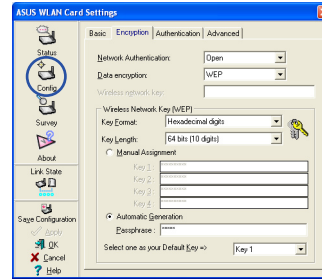 ASUS WLAN Card Settings
Status
Config
Survey
About
Link State
Save Configuration
Apply
OK
Cancel
Help
Basic Encryption Authentication Advanced
Network Authentication: Open
Data encryption: WEP
Wireless network key:
Wireless Network Key (WEP)
Key Format: Hexadecimal digits
Key Length: 64 bits (10 digits)
Manual Assignment
Key 1: **********
Key 2: **********
Key 3: **********
Key 4: **********
Automatic Generation
Passphrase: *****
Select one as your Default Key => Key 1